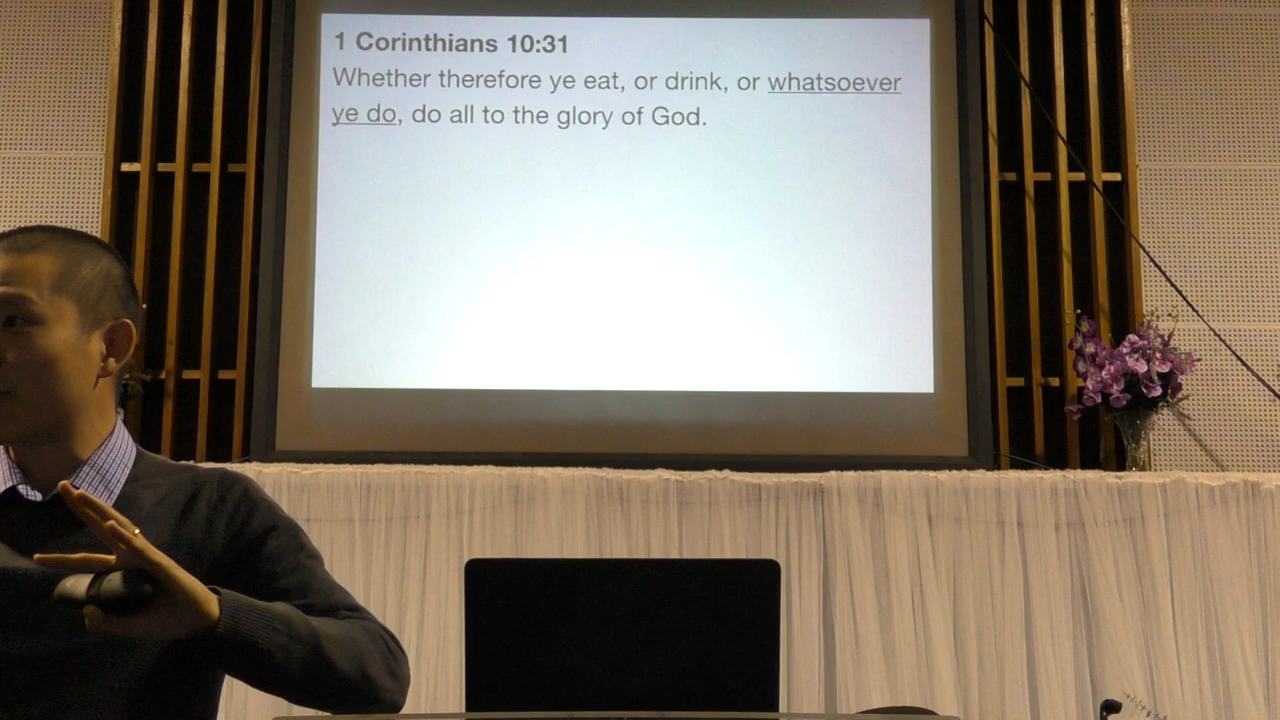 1 Corinthians 10:31
Whether therefore ye eat, or drink, or whatsoever
ye do, do all to the glory of God.